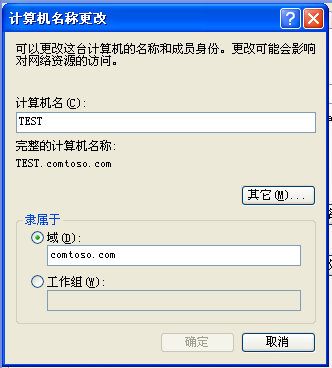 计算机名称更改
可以更改这台计算机的名称和成员身份。更改可能会影响
对网络资源的访问。
计算机名(C):
TEST
完整的计算机名称:
TEST.comtoso.com
其它(M)...
隶属于
域(D):
comtoso.com
工作组(W):
确定
取消